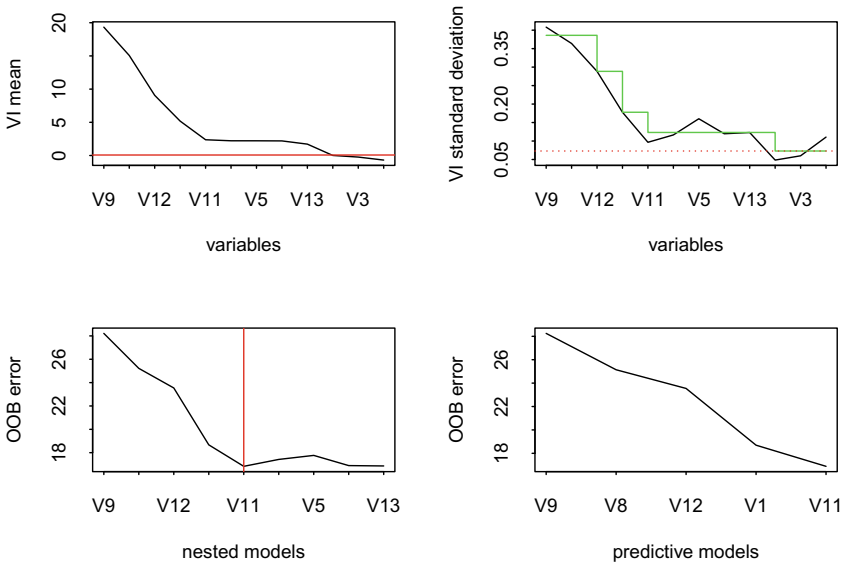 VI mean
20
10
5
0
V9 V12 V11 V5 V13 V3
variables
VI standard deviation
0.35
0.20
0.05
V9 V12 V11 V5 V13 V3
variables
OOB error
26
22
18
V9 V12 V11 V5 V13
nested models
OOB error
26
22
18
V9 V8 V12 V1 V11
predictive models